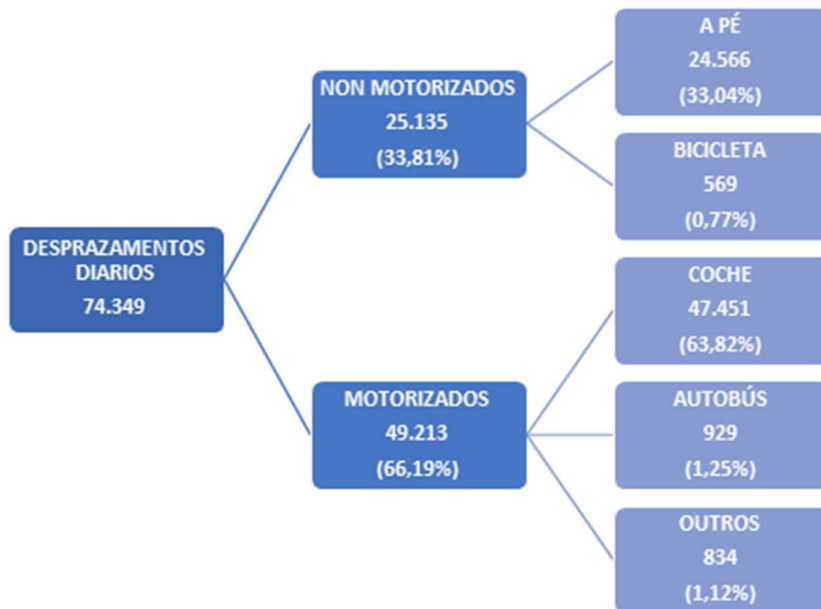 DESPRAZAMENTOS
DIARIOS
74.349
NON MOTORIZADOS
25.135
(33,81%)
A PÉ
24.566
(33,04%)
BICICLETA
569
(0,77%)
MOTORIZADOS
49.213
(66,19%)
COCHE
47.451
(63,82%)
AUTOBÚS
929
(1,25%)
OUTROS
834
(1,12%)